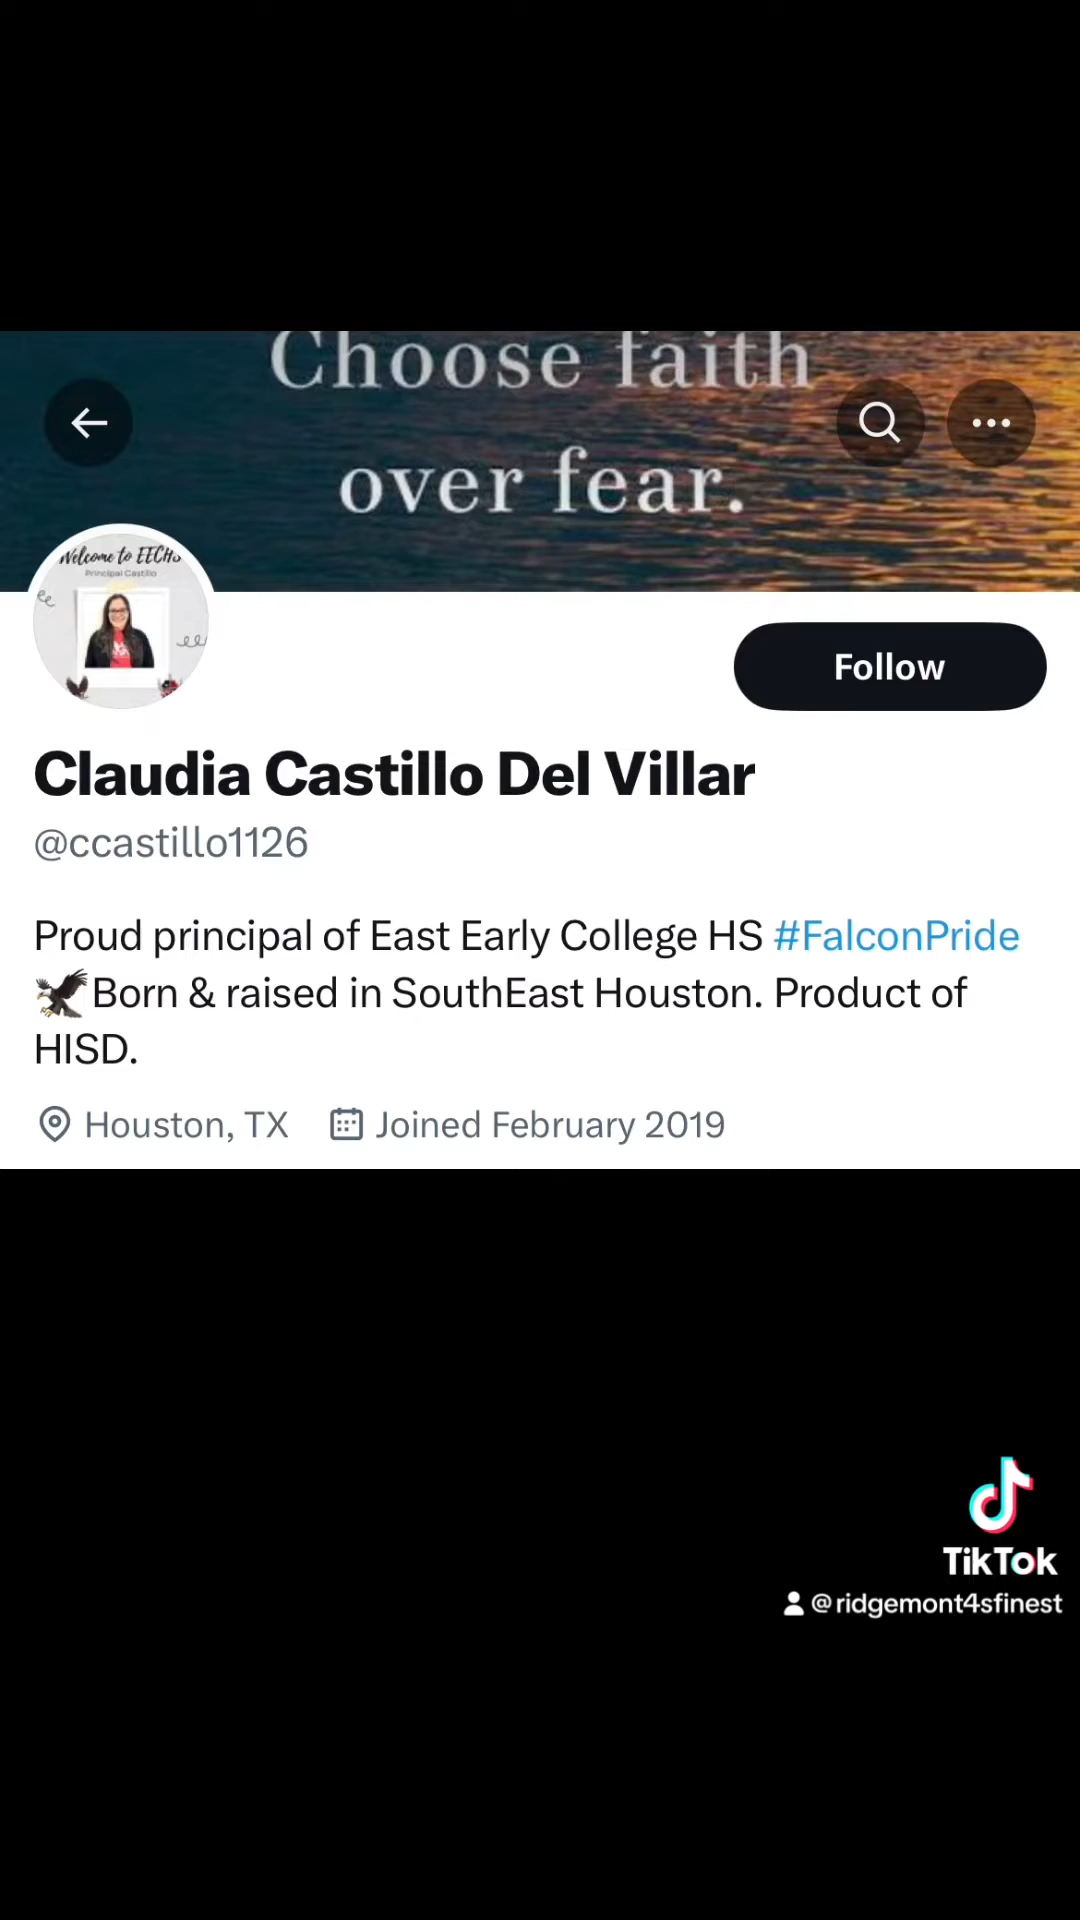 Choose faith
over fear.
Welcome to EECHS
Principal Castillo
Follow
Claudia Castillo Del Villar
@ccastillo1126
Proud principal of East Early College HS #FalconPride
🦅Born & raised in SouthEast Houston. Product of
HISD.
Houston, TX Joined February 2019
TikTok
@ridgemont4sfinest